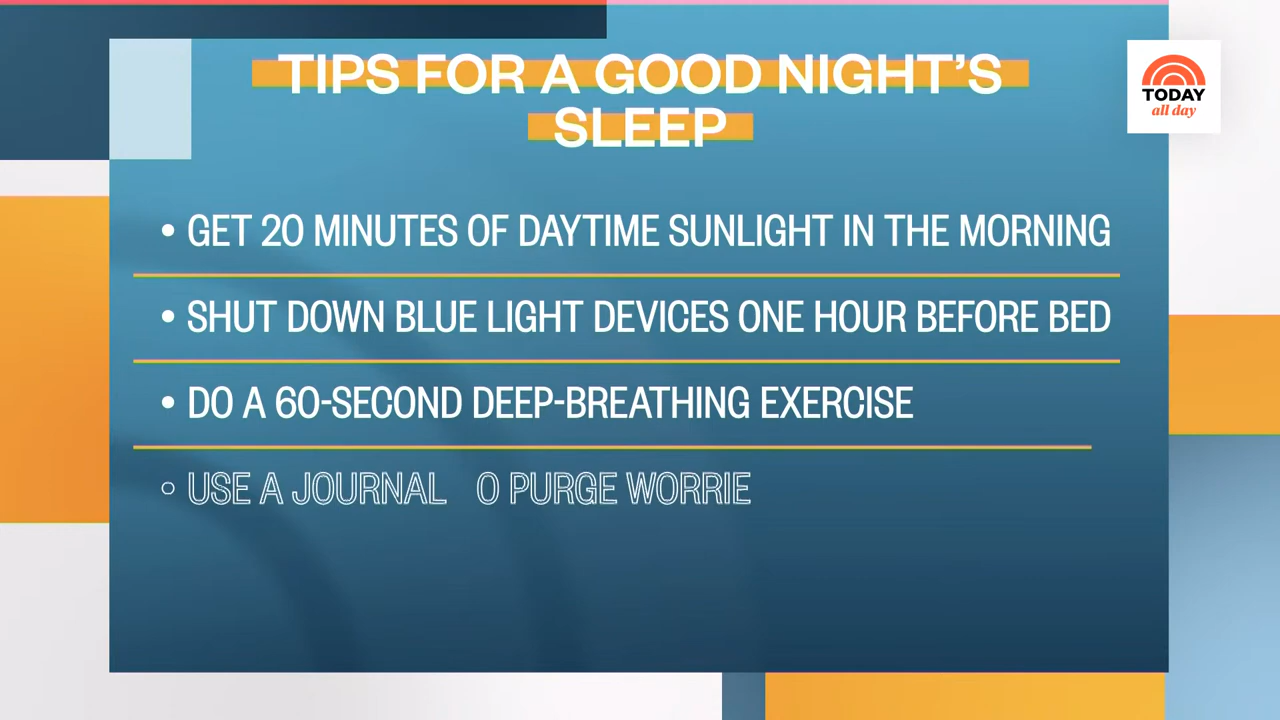 TIPS FOR A GOOD NIGHT’S
SLEEP
TODAY
all day
• GET 20 MINUTES OF DAYTIME SUNLIGHT IN THE MORNING
• SHUT DOWN BLUE LIGHT DEVICES ONE HOUR BEFORE BED
• DO A 60-SECOND DEEP-BREATHING EXERCISE
◦ USE A JOURNAL O PURGE WORRIE